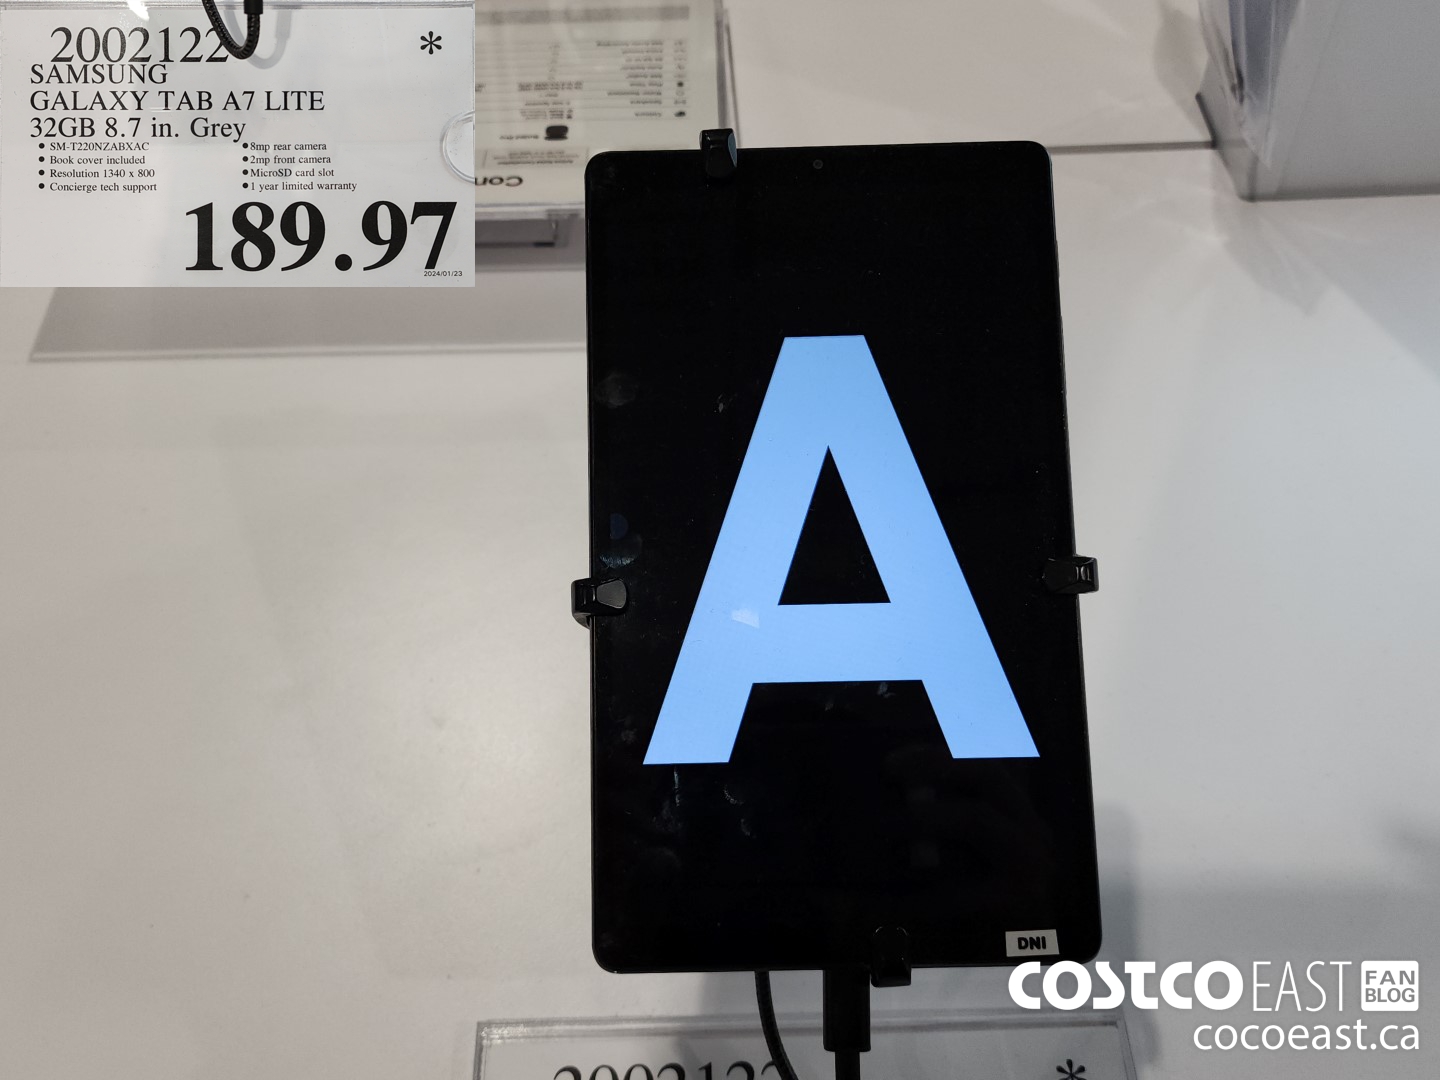 2002122
*
SAMSUNG
GALAXY TAB A7 LITE
32GB 8.7 in. Grey
• SM-T220NZABXAC
• Book cover included
• Resolution 1340 x 800
• Concierge tech support
• 8mp rear camera
• 2mp front camera
• MicroSD card slot
• 1 year limited warranty
189.97
2024/01/23
Con
A
DNI
COSTCO EAST FAN BLOG
cocoeast.ca
2002122
*